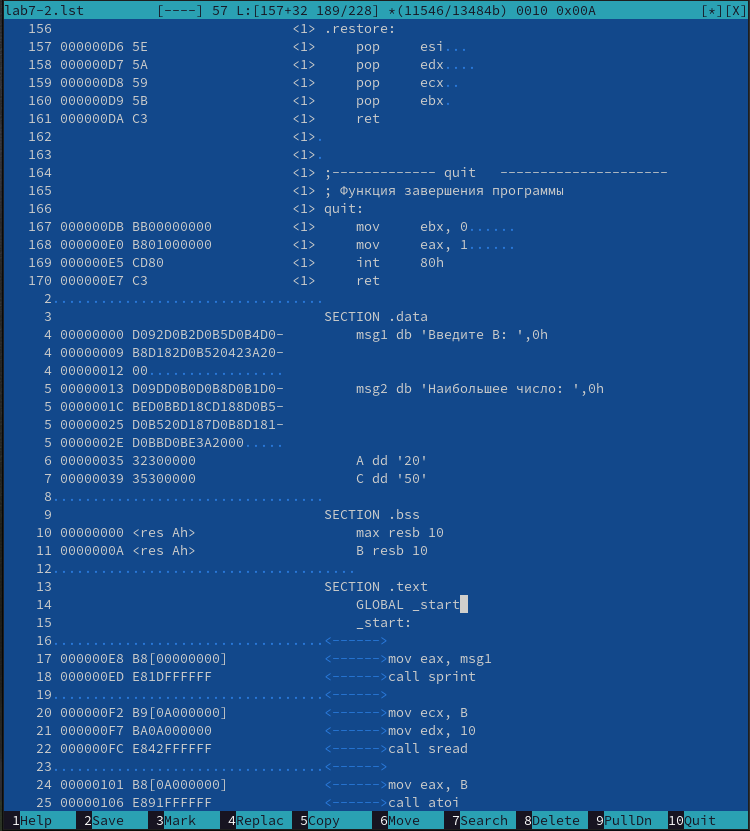 lab7-2.lst         [----] 57 L:[157+32 189/228] *(11546/13484b) 0010 0x00A             [*][X]
   156                              <1> .restore:
   157 000000D6 5E                  <1>     pop     esi...
   158 000000D7 5A                  <1>     pop     edx....
   159 000000D8 59                  <1>     pop     ecx..
   160 000000D9 5B                  <1>     pop     ebx.
   161 000000DA C3                  <1>     ret
   162                              <1>.
   163                              <1>.
   164                              <1> ;------------- quit   ---------------------
   165                              <1> ; Функция завершения программы
   166                              <1> quit:
   167 000000DB BB00000000          <1>     mov     ebx, 0......
   168 000000E0 B801000000          <1>     mov     eax, 1......
   169 000000E5 CD80                <1>     int     80h
   170 000000E7 C3                  <1>     ret
     2..................................
     3                                  SECTION .data
     4 00000000 D092D0B2D0B5D0B4D0-         msg1 db 'Введите B: ',0h
     4 00000009 B8D182D0B520423A20-
     4 00000012 00.................
     5 00000013 D09DD0B0D0B8D0B1D0-         msg2 db 'Наибольшее число: ',0h
     5 0000001C BED0BBD18CD188D0B5-
     5 00000025 D0B520D187D0B8D181-
     5 0000002E D0BBD0BE3A2000.....
     6 00000035 32300000                    A dd '20'
     7 00000039 35300000                    C dd '50'
     8..................................
     9                                  SECTION .bss
    10 00000000 <res Ah>                    max resb 10
    11 0000000A <res Ah>                    B resb 10
    12......................................
    13                                  SECTION .text
    14                                      GLOBAL _start
    15                                      _start:
    16..................................<------>
    17 000000E8 B8[00000000]            <------>mov eax, msg1
    18 000000ED E81DFFFFFF              <------>call sprint
    19..................................<------>
    20 000000F2 B9[0A000000]            <------>mov ecx, B
    21 000000F7 BA0A000000              <------>mov edx, 10
    22 000000FC E842FFFFFF              <------>call sread
    23..................................<------>
    24 00000101 B8[0A000000]            <------>mov eax, B
    25 00000106 E891FFFFFF              <------>call atoi
 1Help    2Save    3Mark    4Replac  5Copy    6Move    7Search  8Delete  9PullDn  10Quit